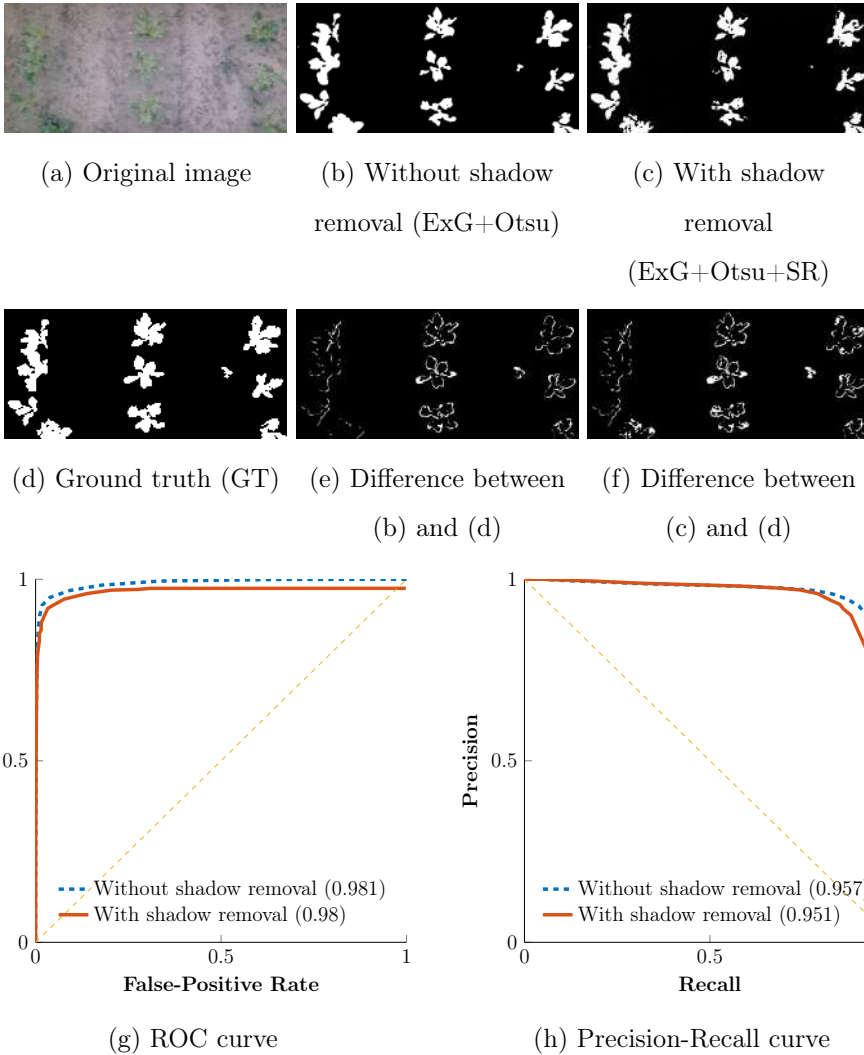 (a) Original image
(b) Without shadow
removal (ExG+Otsu)
(c) With shadow
removal
(ExG+Otsu+SR)
(d) Ground truth (GT)
(e) Difference between
(b) and (d)
(f) Difference between
(c) and (d)
1
0.5
0
0
0.5
1
Without shadow removal (0.981)
With shadow removal (0.98)
False-Positive Rate
(g) ROC curve
1
0.5
0
0
0.5
Precision
Without shadow removal (0.957)
With shadow removal (0.951)
Recall
(h) Precision-Recall curve